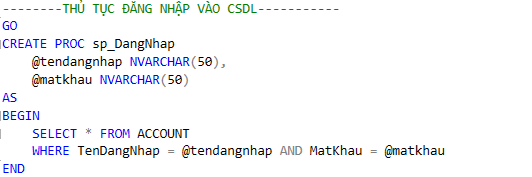 --------THỦ TỤC ĐĂNG NHẬP VÀO CSDL-----------
GO
CREATE PROC sp_DangNhap
    @tendangnhap NVARCHAR(50),
    @matkhau NVARCHAR(50)
AS
BEGIN
    SELECT * FROM ACCOUNT
    WHERE TenDangNhap = @tendangnhap AND MatKhau = @matkhau
END